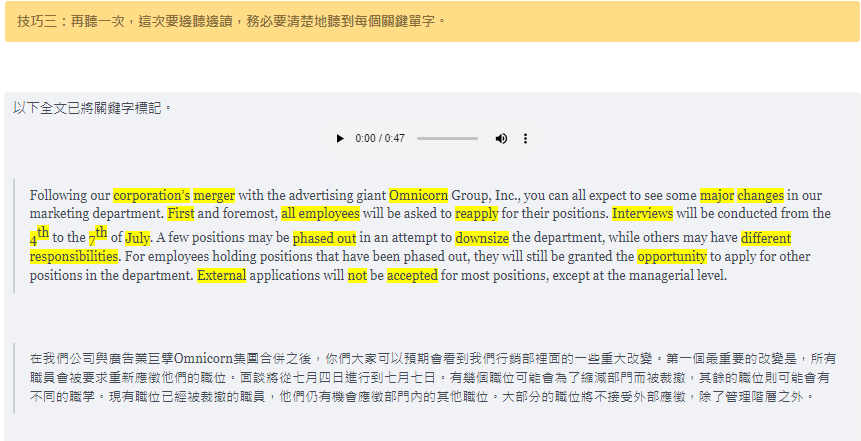 技巧三：再聽一次，這次要邊聽邊讀，務必要清楚地聽到每個關鍵單字。
以下全文已將關鍵字標記。
0:00 / 0:47
Following our corporation's merger with the advertising giant Omnicorn Group, Inc., you can all expect to see some major changes in our
marketing department. First and foremost, all employees will be asked to reapply for their positions. Interviews will be conducted from the
4th to the 7th of July. A few positions may be phased out in an attempt to downsize the department, while others may have different
responsibilities. For employees holding positions that have been phased out, they will still be granted the opportunity to apply for other
positions in the department. External applications will not be accepted for most positions, except at the managerial level.
在我們公司與廣告業巨擘Omnicorn集團合併之後，你們大家可以預期會看到我們行銷部裡面的一些重大改變。第一個最重要的改變是，所有
職員會被要求重新應徵他們的職位。面談將從七月四日進行到七月七日。有幾個職位可能會為了縮減部門而被裁撤，其餘的職位則可能會有
不同的職掌。現有職位已經被裁撤的職員，他們仍有機會應徵部門內的其他職位。大部分的職位將不接受外部應徵，除了管理階層之外。